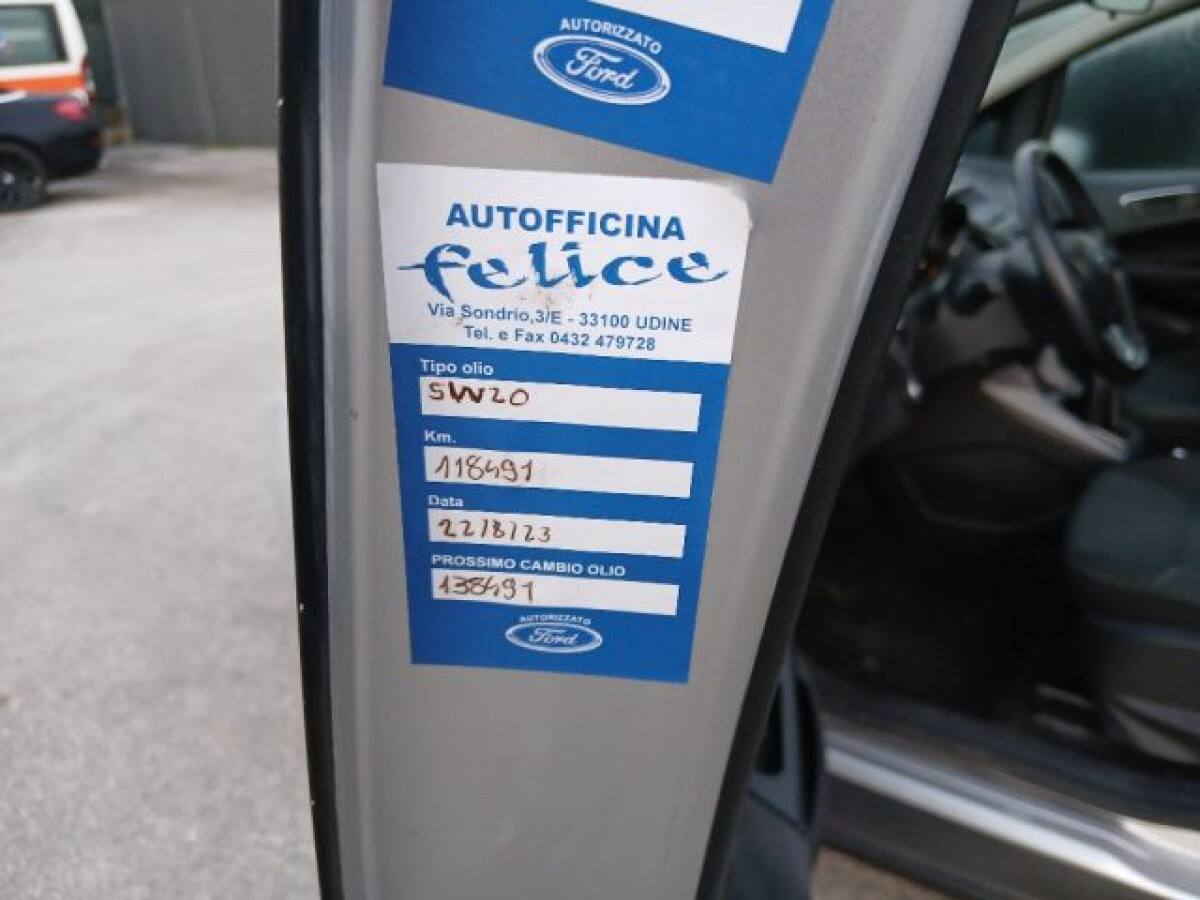 AUTORIZZATO
Ford
AUTOFFICINA
felice
Via Sondrio,3/E - 33100 UDINE
Tel. e Fax 0432 479728
Tipo olio
5W20
Km.
118491
Data
22/8/23
PROSSIMO CAMBIO OLIO
138491
AUTORIZZATO
Ford